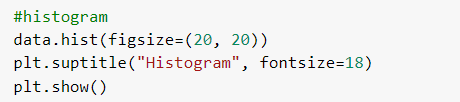 #histogram
data.hist(figsize=(20, 20))
plt.suptitle("Histogram", fontsize=18)
plt.show()